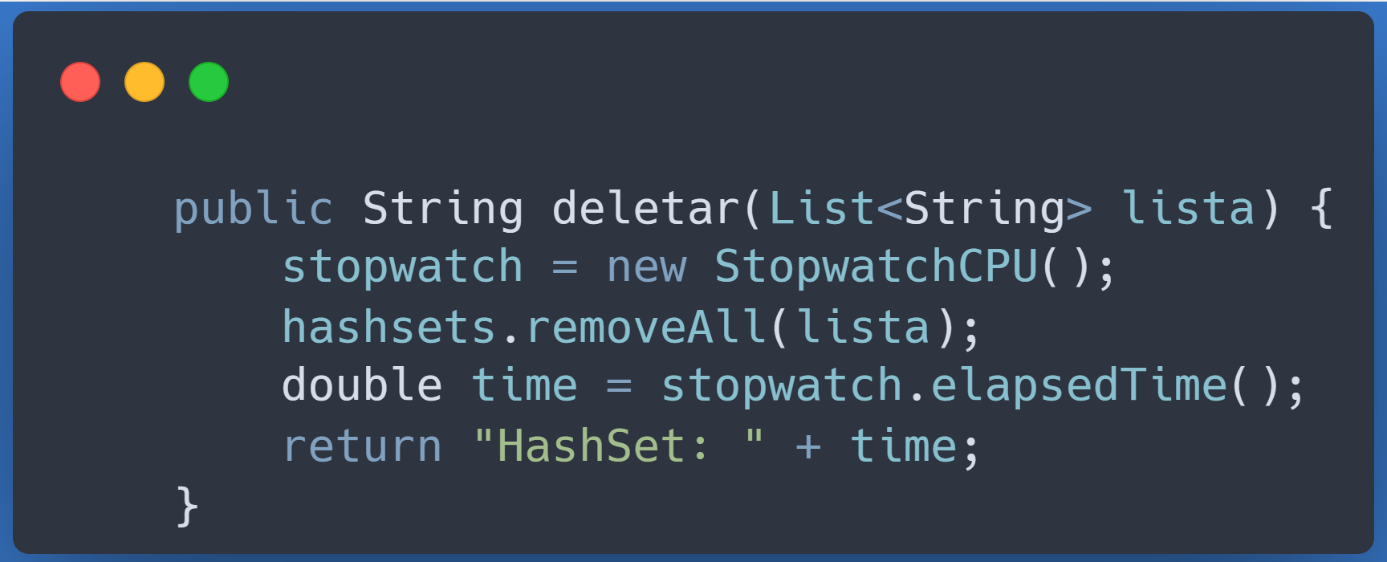 public String deletar(List<String> lista) {
    stopwatch = new StopwatchCPU();
    hashsets.removeAll(lista);
    double time = stopwatch.elapsedTime();
    return "HashSet: " + time;
}